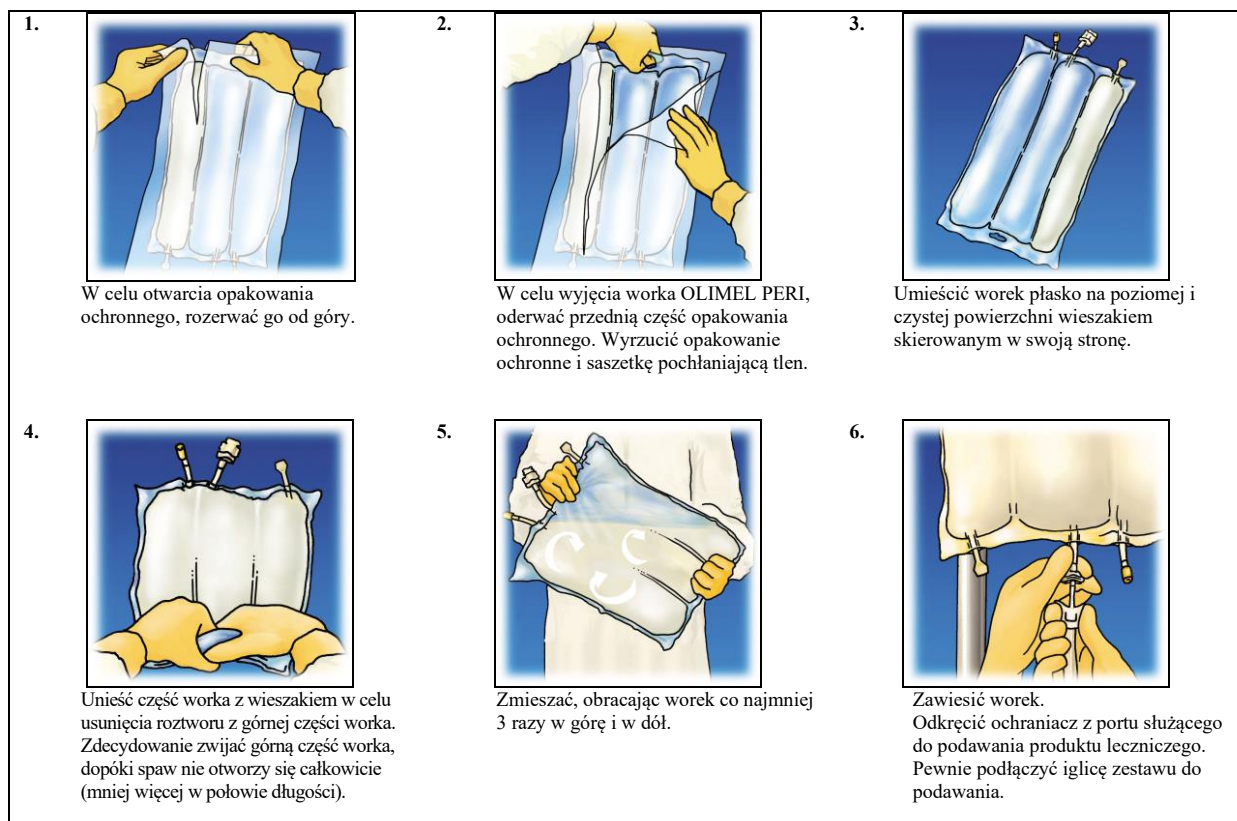 1.
W celu otwarcia opakowania
ochronnego, rozerwać go od góry.
2.
W celu wyjęcia worka OLIMEL PERI,
oderwać przednią część opakowania
ochronnego. Wyrzucić opakowanie
ochronne i saszetkę pochłaniającą tlen.
3.
Umieścić worek płasko na poziomej i
czystej powierzchni wieszakiem
skierowanym w swoją stronę.
4.
Unieść część worka z wieszakiem w celu
usunięcia roztworu z górnej części worka.
Zdecydowanie zwijać górną część worka,
dopóki spaw nie otworzy się całkowicie
(mniej więcej w połowie długości).
5.
Zmieszać, obracając worek co najmniej
3 razy w górę i w dół.
6.
Zawiesić worek.
Odkręcić ochraniacz z portu służącego
do podawania produktu leczniczego.
Pewnie podłączyć iglicę zestawu do
podawania.